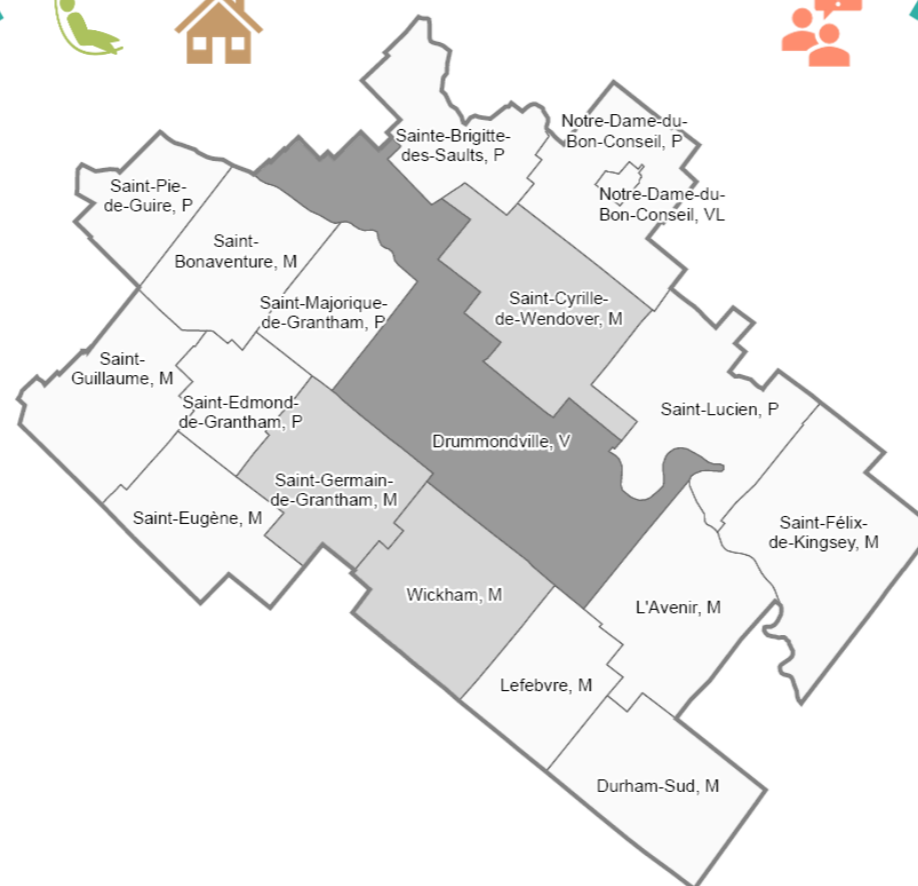 Notre-Dame-du-
Bon-Conseil, P
Sainte-Brigitte-
des-Saults, P
Saint-Pie-
de-Guire, P
Notre-Dame-du-
Bon-Conseil, VL
Saint-
Bonaventure, M
Saint-Majorique-
de-Grantham, P
Saint-Cyrille-
de-Wendover, M
Saint-
Guillaume, M
Saint-Edmond-
de-Grantham, P
Saint-Lucien, P
Drummondville, V
Saint-Germain-
de-Grantham, M
Saint-Eugène, M
Saint-Félix-
de-Kingsey, M
Wickham, M
L'Avenir, M
Lefebvre, M
Durham-Sud, M